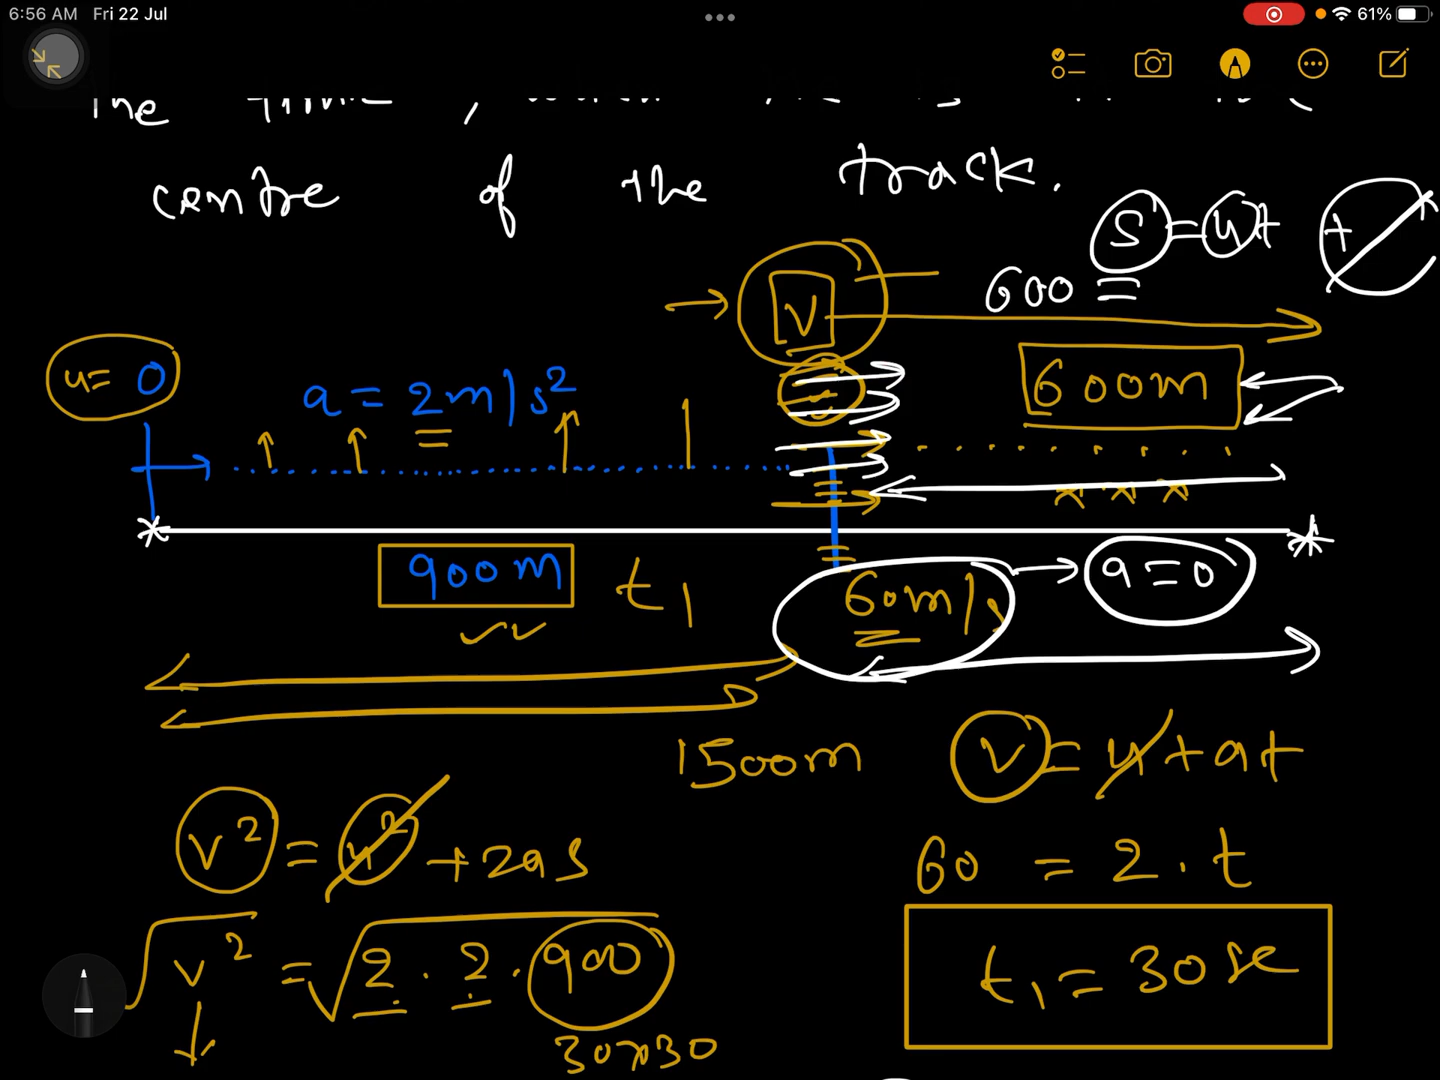 6:56 AM Fri 22 Jul
61%
The
centre of the track.
S = ut +
600 =
V
u = 0
a = 2m/s²
600m
900m t₁
60m/s
a = 0
1500m
v = u + at
v² = u² + 2as
60 = 2 . t
√v² = √2 . 2 . 900
t₁ = 30 se
30×30